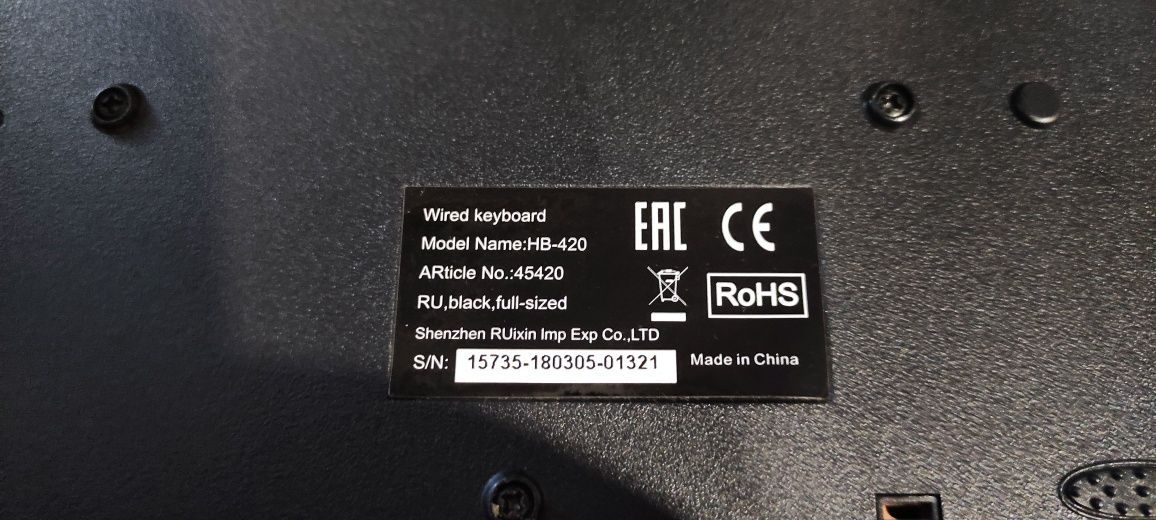 Wired keyboard
Model Name:HB-420
ARticle No.:45420
RU,black,full-sized
Shenzhen RUixin Imp Exp Co.,LTD
S/N: 15735-180305-01321
EAC CE
RoHS
Made in China